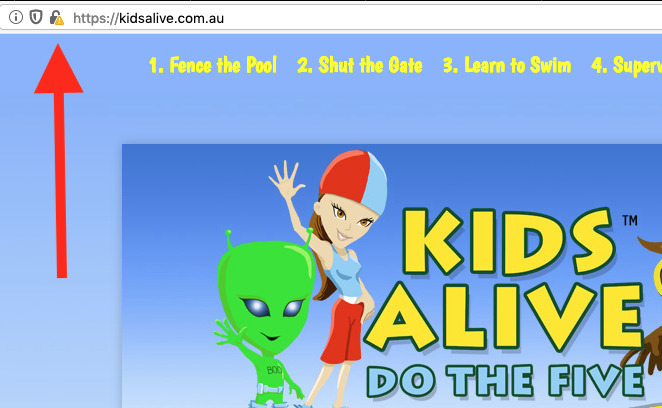 https://kidsalive.com.au
1. Fence the Pool 2. Shut the Gate 3. Learn to Swim 4. Superv
KIDS™
ALIVE
DO THE FIVE
BOO